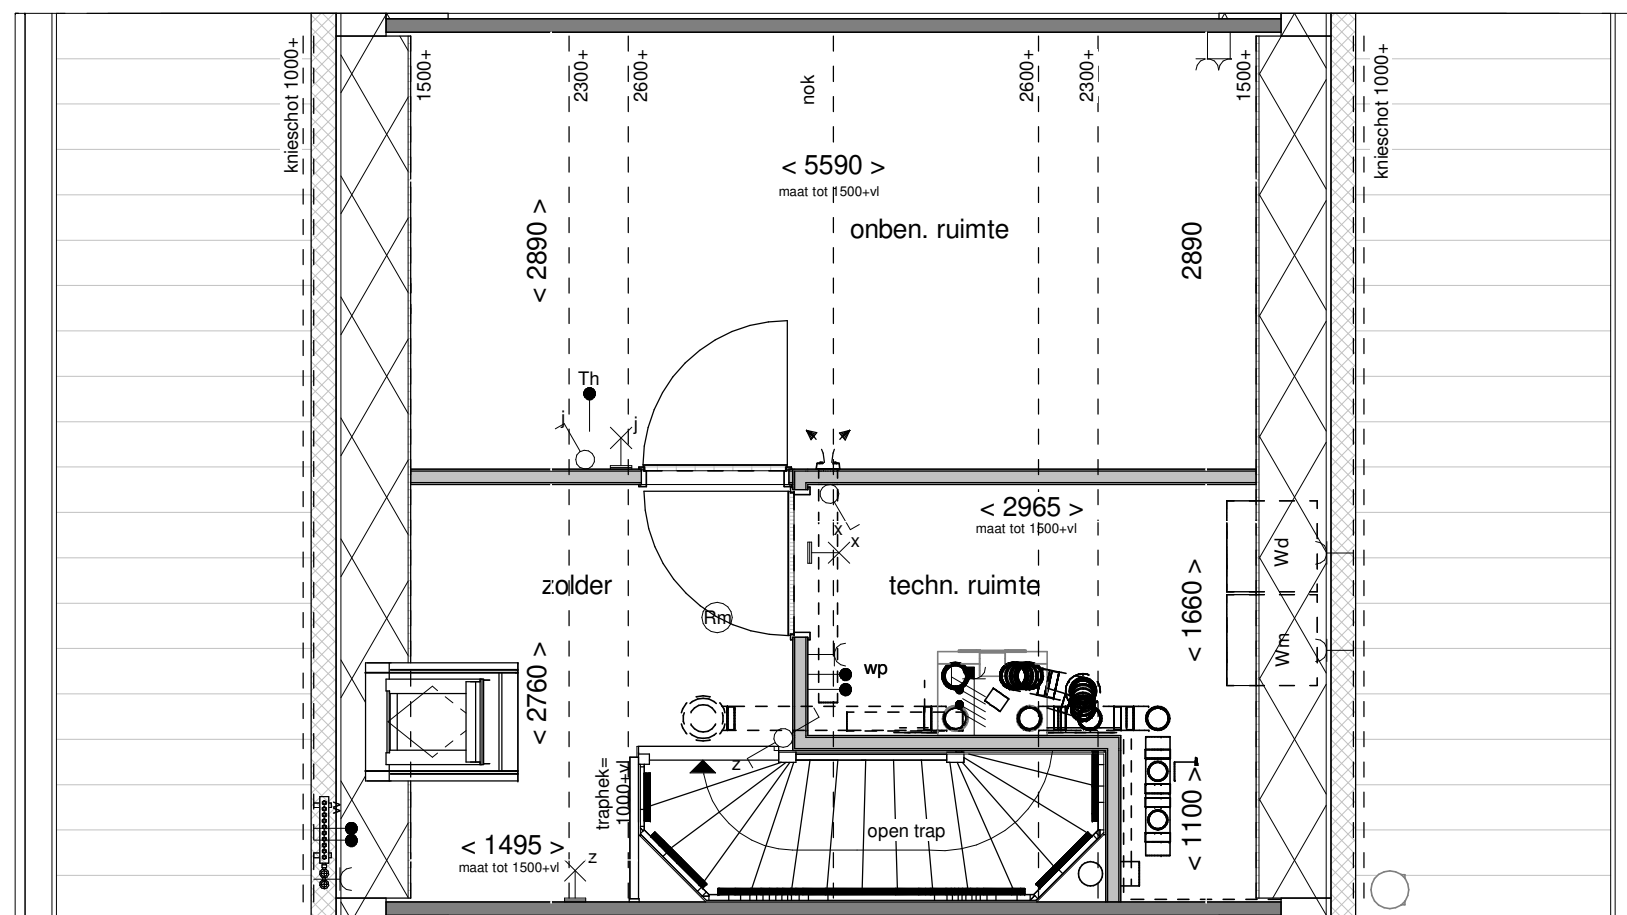 knieschot 1000+
1500+
2300+
2600+
nok
2600+
2300+
1500+
knieschot 1000+
< 5590 >
maat tot 1500+vl
onben. ruimte
< 2890 >
2890
Th
j
j
< 2965 >
maat tot 1500+vl
x
x
zolder
techn. ruimte
Rm
Wd
< 1660 >
Wm
wp
< 2760 >
z
traphek=
1000+vl
open trap
< 1100 >
w
< 1495 >
maat tot 1500+vl
z